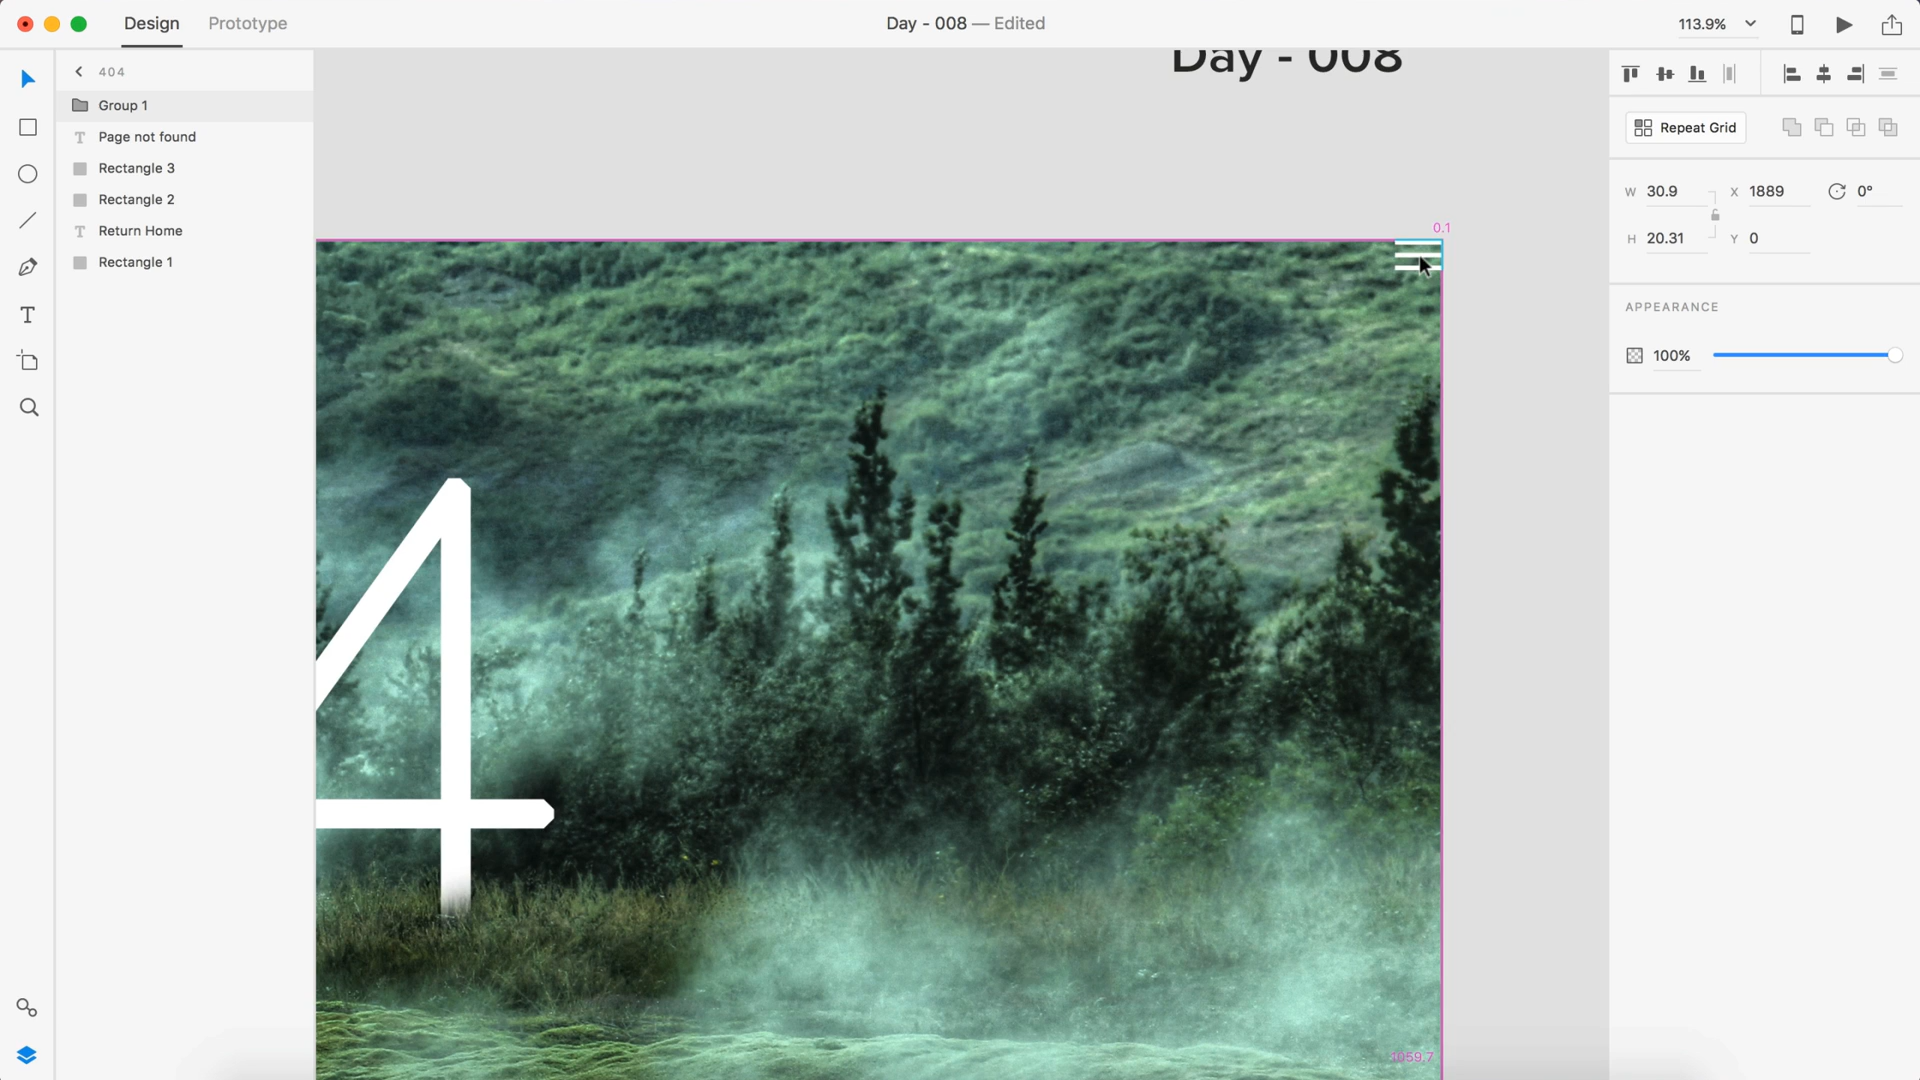 Design
Prototype
Day - 008 — Edited
113.9%
404
Group 1
Page not found
Rectangle 3
Rectangle 2
Return Home
Rectangle 1
Day - 008
0.1
4
1059.7
Repeat Grid
W 30.9
X 1889
0°
H 20.31
Y 0
APPEARANCE
100%